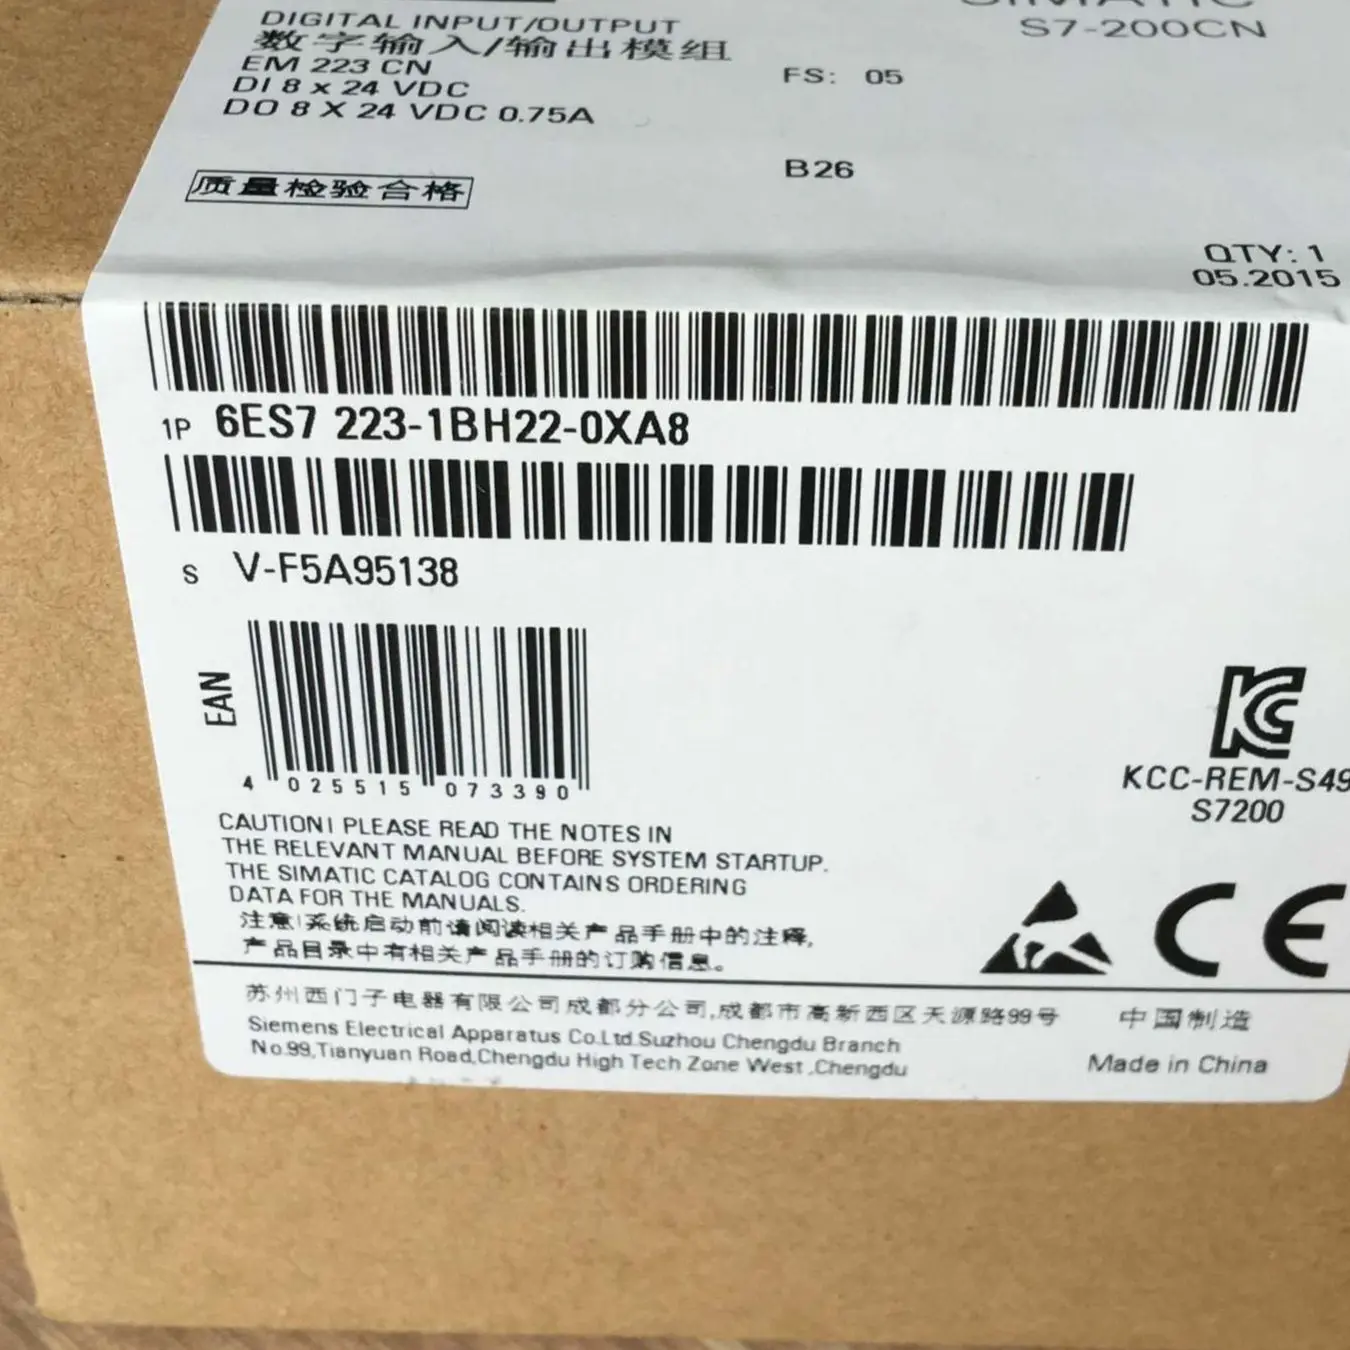 DIGITAL INPUT/OUTPUT
数字输入/输出模组
EM 223 CN
DI 8 x 24 VDC
DO 8 X 24 VDC 0.75A
SIMATIC
S7-200CN
FS: 05
B26
质量检验合格
QTY: 1
05.2015
1P 6ES7 223-1BH22-0XA8
S V-F5A95138
EAN
4 025515 073390
KCC-REM-S49
S7200
CAUTION! PLEASE READ THE NOTES IN
THE RELEVANT MANUAL BEFORE SYSTEM STARTUP.
THE SIMATIC CATALOG CONTAINS ORDERING
DATA FOR THE MANUALS.
注意!系统启动前请阅读相关产品手册中的注释,
产品目录中有相关产品手册的订购信息。
CE
苏州西门子电器有限公司成都分公司,成都市高新西区天源路99号
Siemens Electrical Apparatus Co.Ltd.Suzhou Chengdu Branch
No.99,Tianyuan Road,Chengdu High Tech Zone West ,Chengdu
中国制造
Made in China